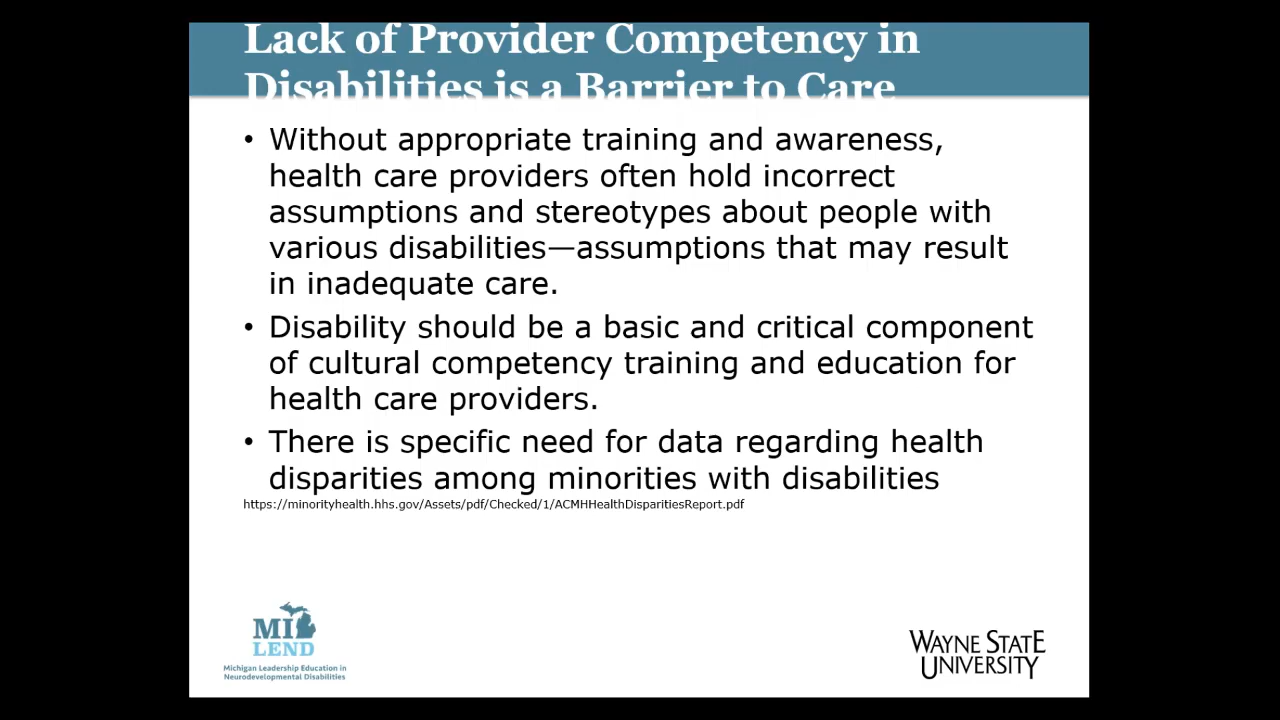 Lack of Provider Competency in
Disabilities is a Barrier to Care
• Without appropriate training and awareness,
health care providers often hold incorrect
assumptions and stereotypes about people with
various disabilities—assumptions that may result
in inadequate care.
• Disability should be a basic and critical component
of cultural competency training and education for
health care providers.
• There is specific need for data regarding health
disparities among minorities with disabilities
https://minorityhealth.hhs.gov/Assets/pdf/Checked/1/ACMHHealthDisparitiesReport.pdf
MI
LEND
Michigan Leadership Education in
Neurodevelopmental Disabilities
WAYNE STATE
UNIVERSITY